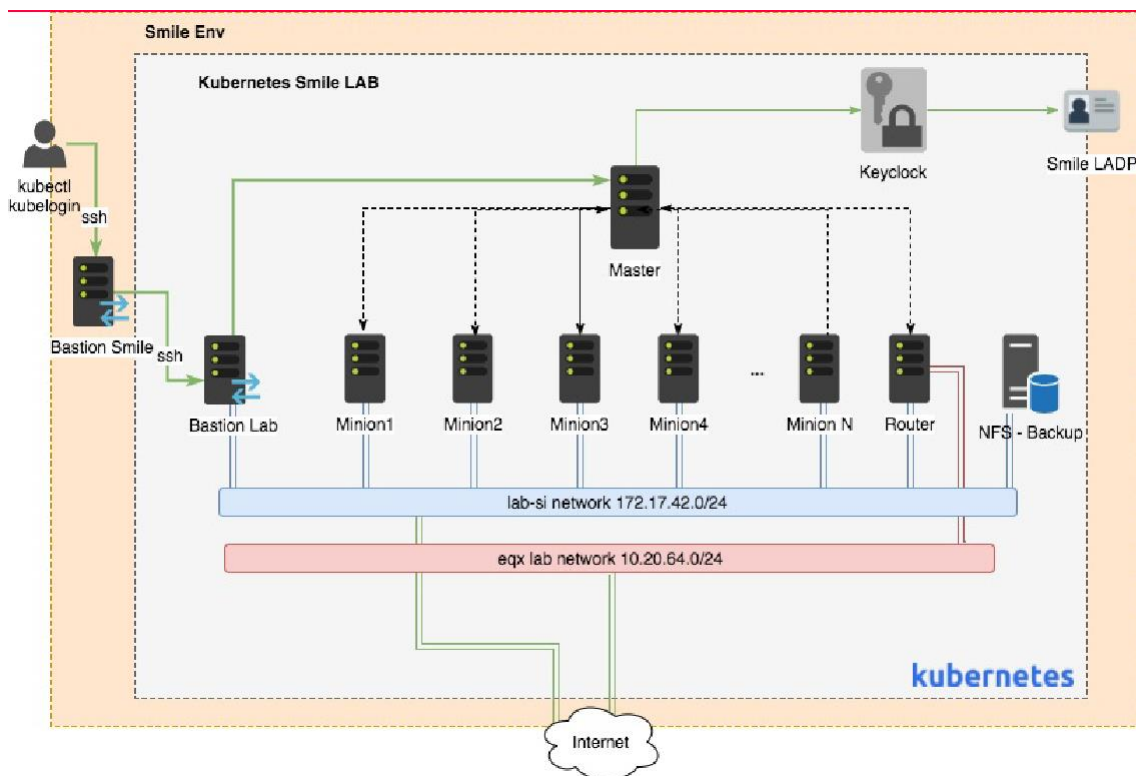 Smile Env
Kubernetes Smile LAB
kubectl
kubelogin
ssh
Keyclock
Smile LADP
Master
Bastion Smile
ssh
Bastion Lab
Minion1
Minion2
Minion3
Minion4
...
Minion N
Router
NFS - Backup
lab-si network 172.17.42.0/24
eqx lab network 10.20.64.0/24
kubernetes
Internet